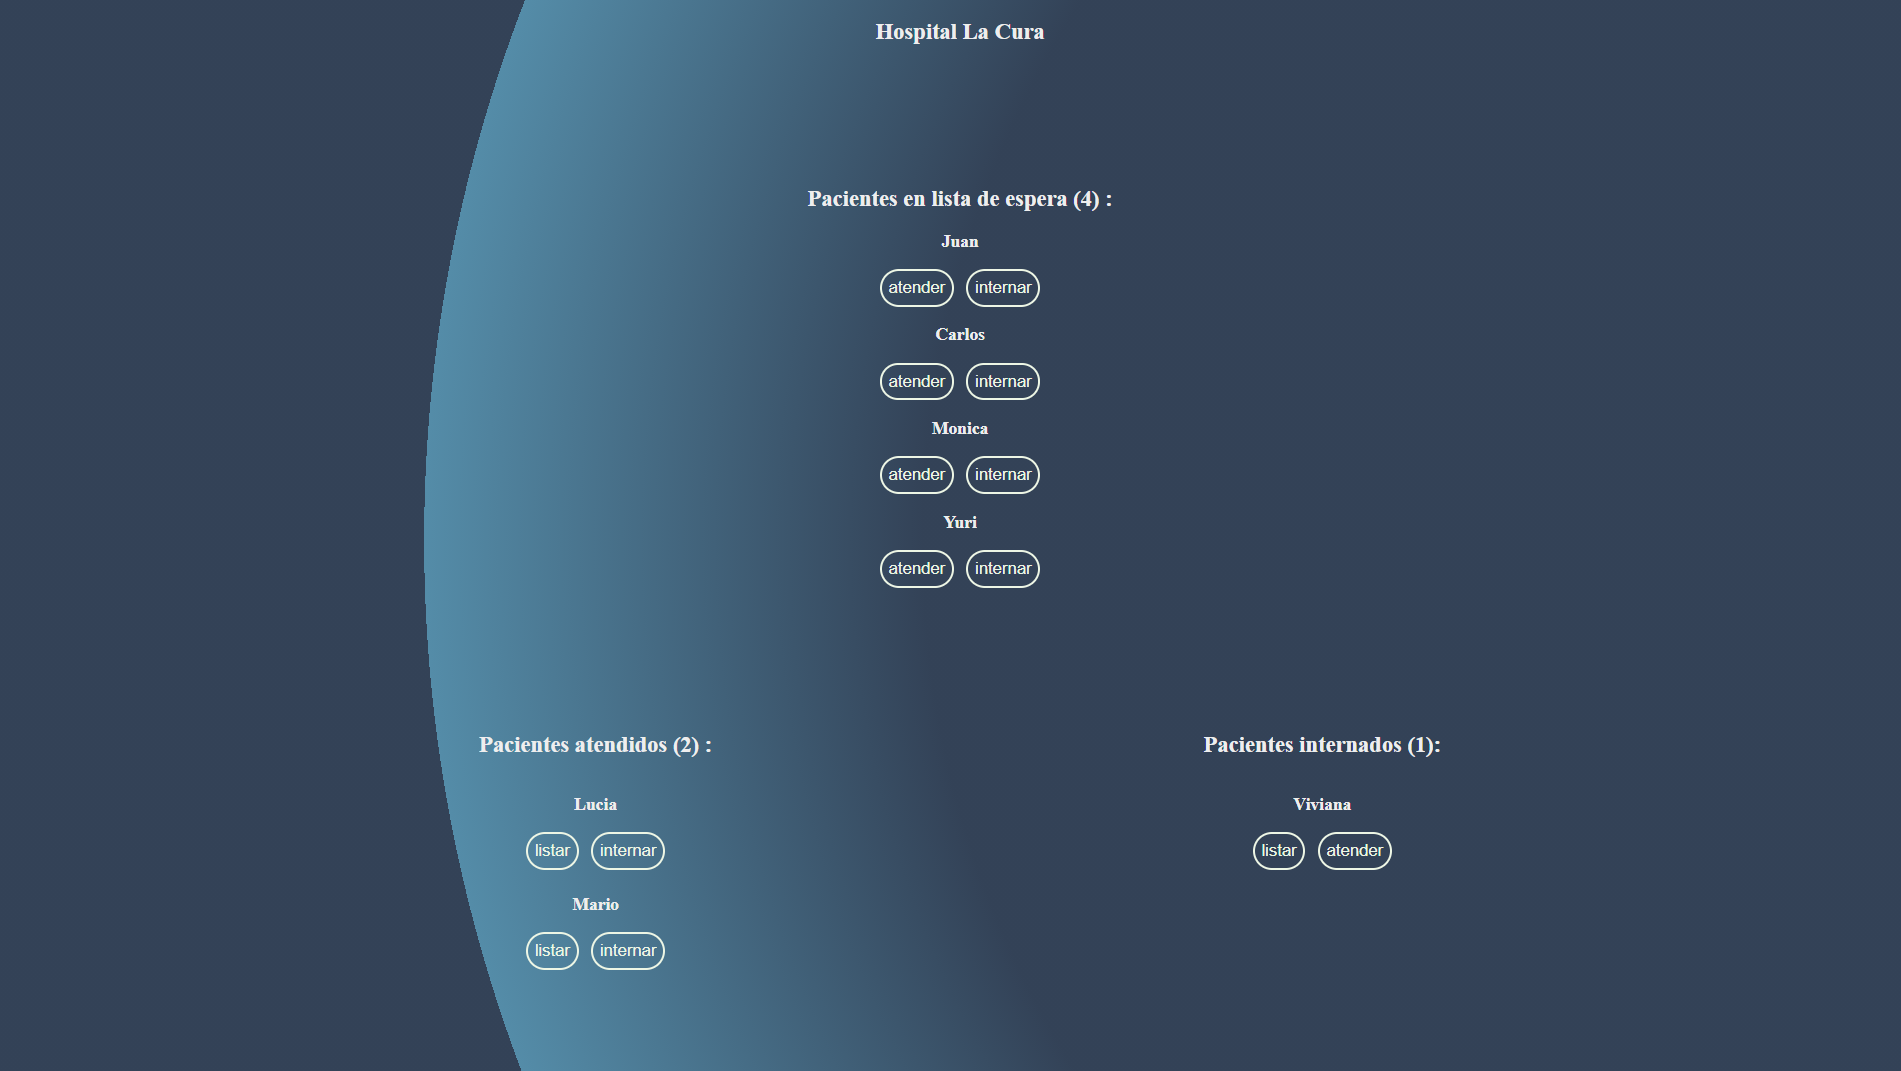 Hospital La Cura
Pacientes en lista de espera (4) :
Juan
atender internar
Carlos
atender internar
Monica
atender internar
Yuri
atender internar
Pacientes atendidos (2) :
Lucia
listar internar
Mario
listar internar
Pacientes internados (1):
Viviana
listar atender